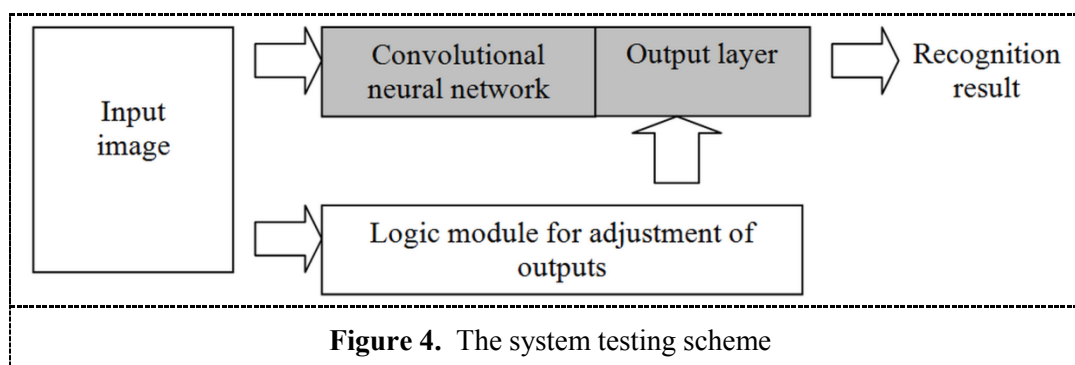 Input
image
Convolutional
neural network
Output layer
Recognition
result
Logic module for adjustment of
outputs
Figure 4. The system testing scheme